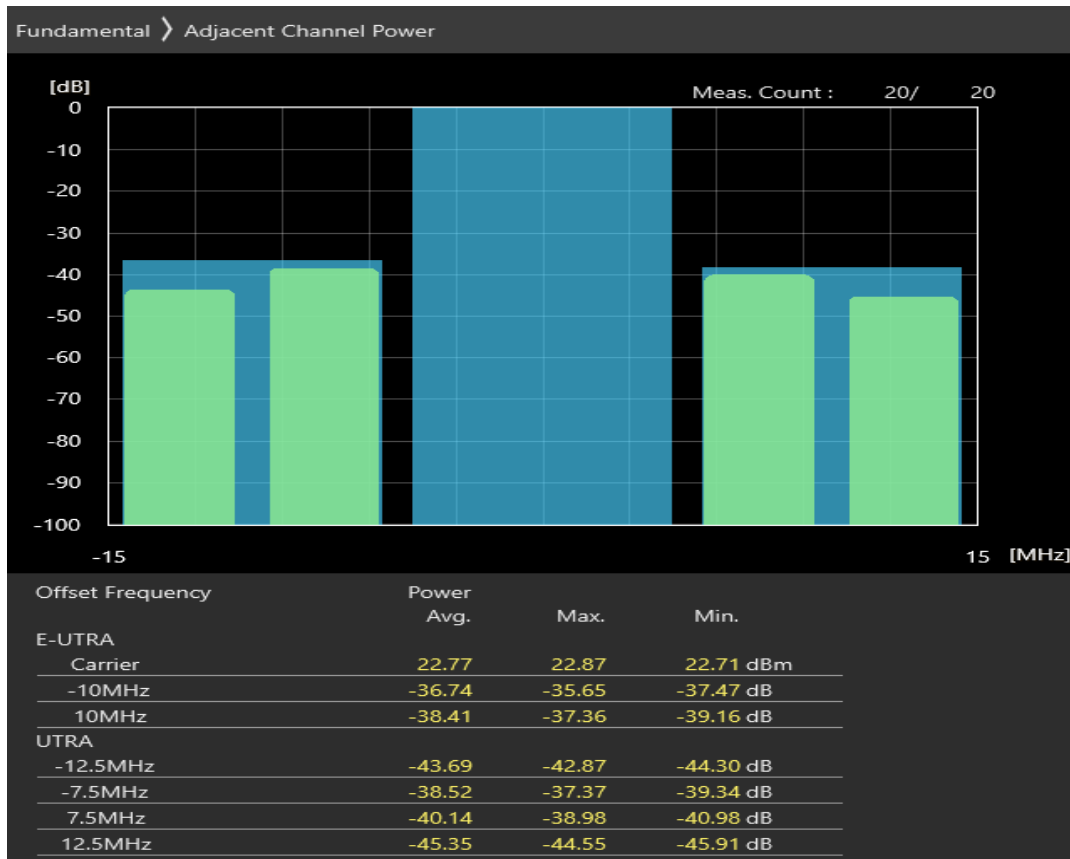 Fundamental 〉 Adjacent Channel Power
[dB]
Meas. Count : 20/ 20
0
-10
-20
-30
-40
-50
-60
-70
-80
-90
-100
-15 15 [MHz]
Offset Frequency Power
Avg. Max. Min.
E-UTRA
Carrier 22.77 22.87 22.71 dBm
-10MHz -36.74 -35.65 -37.47 dB
10MHz -38.41 -37.36 -39.16 dB
UTRA
-12.5MHz -43.69 -42.87 -44.30 dB
-7.5MHz -38.52 -37.37 -39.34 dB
7.5MHz -40.14 -38.98 -40.98 dB
12.5MHz -45.35 -44.55 -45.91 dB